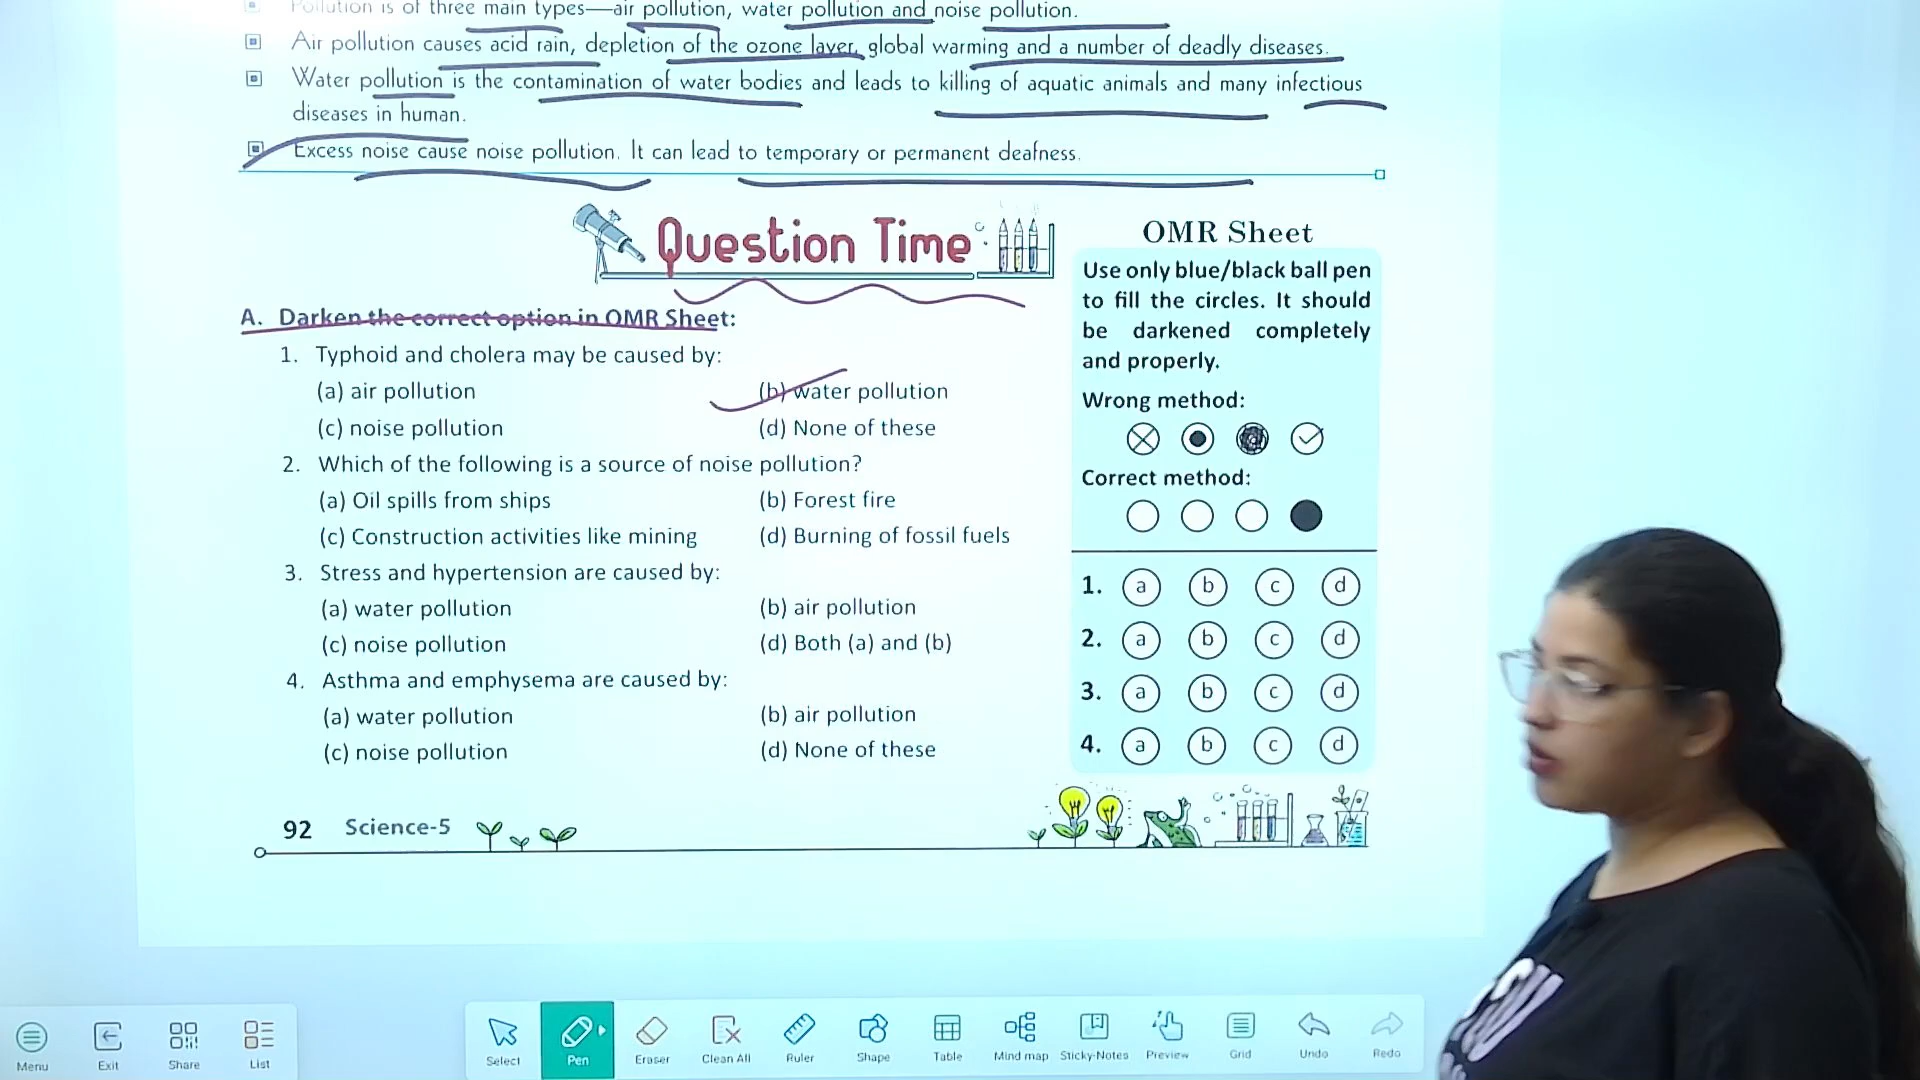 Pollution is of three main types—air pollution, water pollution and noise pollution.
Air pollution causes acid rain, depletion of the ozone layer, global warming and a number of deadly diseases.
Water pollution is the contamination of water bodies and leads to killing of aquatic animals and many infectious
diseases in human.
Excess noise cause noise pollution. It can lead to temporary or permanent deafness.
Question Time
A. Darken the correct option in OMR Sheet:
1. Typhoid and cholera may be caused by:
(a) air pollution (b) water pollution
(c) noise pollution (d) None of these
2. Which of the following is a source of noise pollution?
(a) Oil spills from ships (b) Forest fire
(c) Construction activities like mining (d) Burning of fossil fuels
3. Stress and hypertension are caused by:
(a) water pollution (b) air pollution
(c) noise pollution (d) Both (a) and (b)
4. Asthma and emphysema are caused by:
(a) water pollution (b) air pollution
(c) noise pollution (d) None of these
OMR Sheet
Use only blue/black ball pen
to fill the circles. It should
be darkened completely
and properly.
Wrong method:
Correct method:
1. a b c d
2. a b c d
3. a b c d
4. a b c d
92 Science-5
Menu Exit Share List Select Pen Eraser Clean All Ruler Shape Table Mind map Sticky-Notes Preview Grid Undo Redo